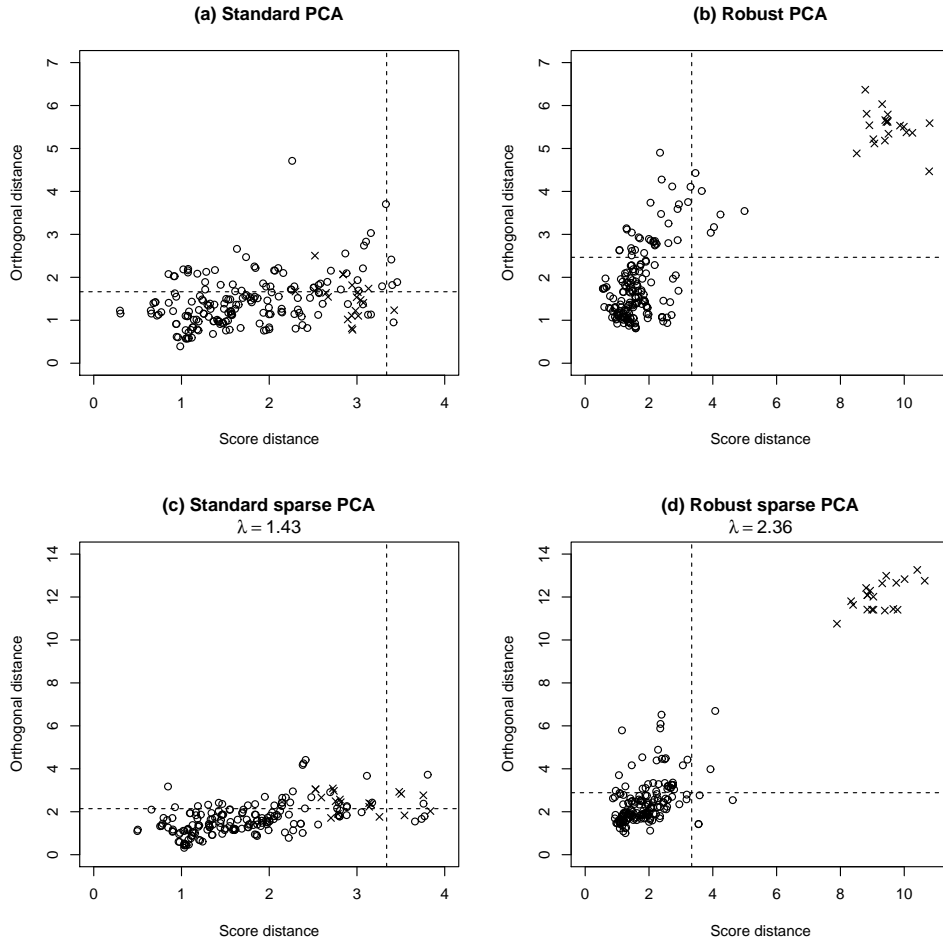 (a) Standard PCA
Orthogonal distance
0 1 2 3 4 5 6 7
0 1 2 3 4
Score distance
(b) Robust PCA
Orthogonal distance
0 1 2 3 4 5 6 7
0 2 4 6 8 10
Score distance
(c) Standard sparse PCA
λ = 1.43
Orthogonal distance
0 2 4 6 8 10 12 14
0 1 2 3 4
Score distance
(d) Robust sparse PCA
λ = 2.36
Orthogonal distance
0 2 4 6 8 10 12 14
0 2 4 6 8 10
Score distance